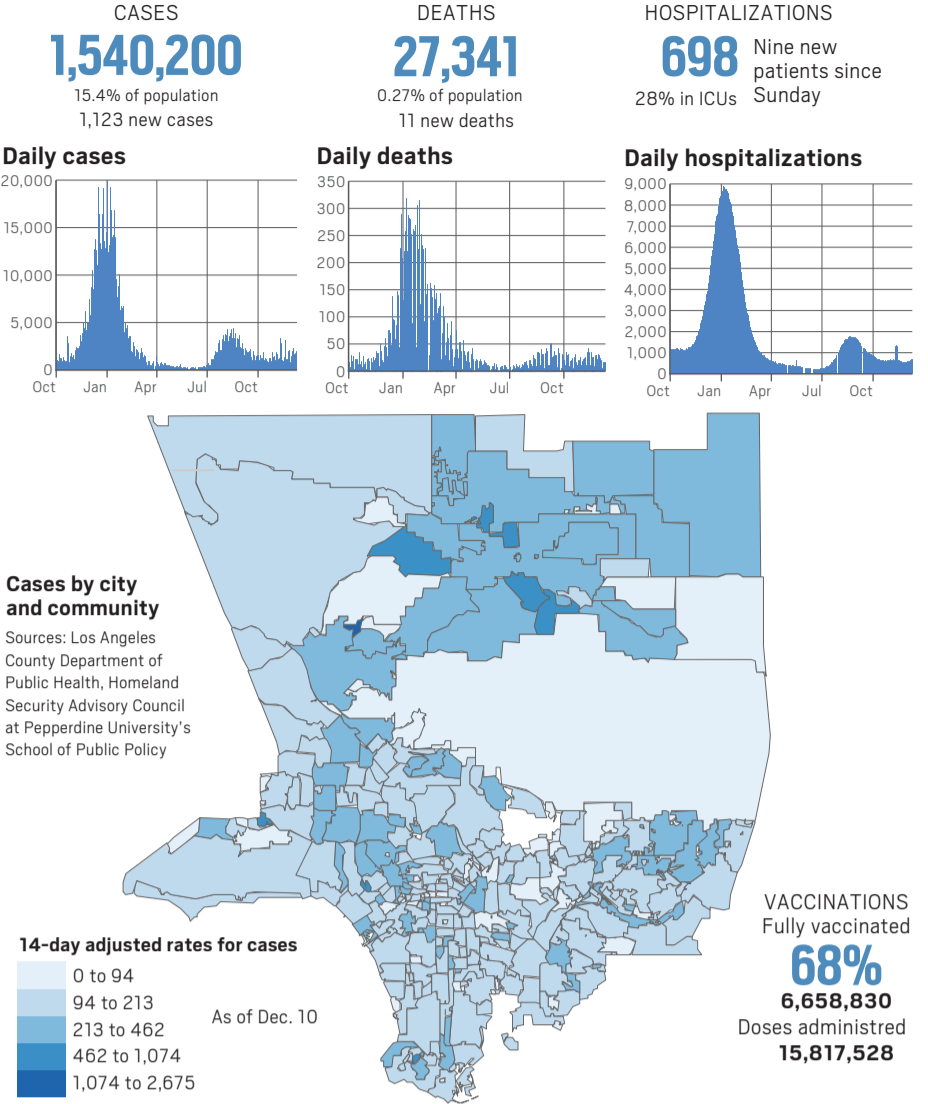 CASES
1,540,200
15.4% of population
1,123 new cases
DEATHS
27,341
0.27% of population
11 new deaths
HOSPITALIZATIONS
698
28% in ICUs
Nine new
patients since
Sunday
Daily cases
20,000
15,000
10,000
5,000
0
Oct Jan Apr Jul Oct
Daily deaths
350
300
250
200
150
100
50
0
Oct Jan Apr Jul Oct
Daily hospitalizations
9,000
8,000
7,000
6,000
5,000
4,000
3,000
2,000
1,000
0
Oct Jan Apr Jul Oct
Cases by city
and community
Sources: Los Angeles
County Department of
Public Health, Homeland
Security Advisory Council
at Pepperdine University's
School of Public Policy
14-day adjusted rates for cases
0 to 94
94 to 213
213 to 462
462 to 1,074
1,074 to 2,675
As of Dec. 10
VACCINATIONS
Fully vaccinated
68%
6,658,830
Doses administred
15,817,528